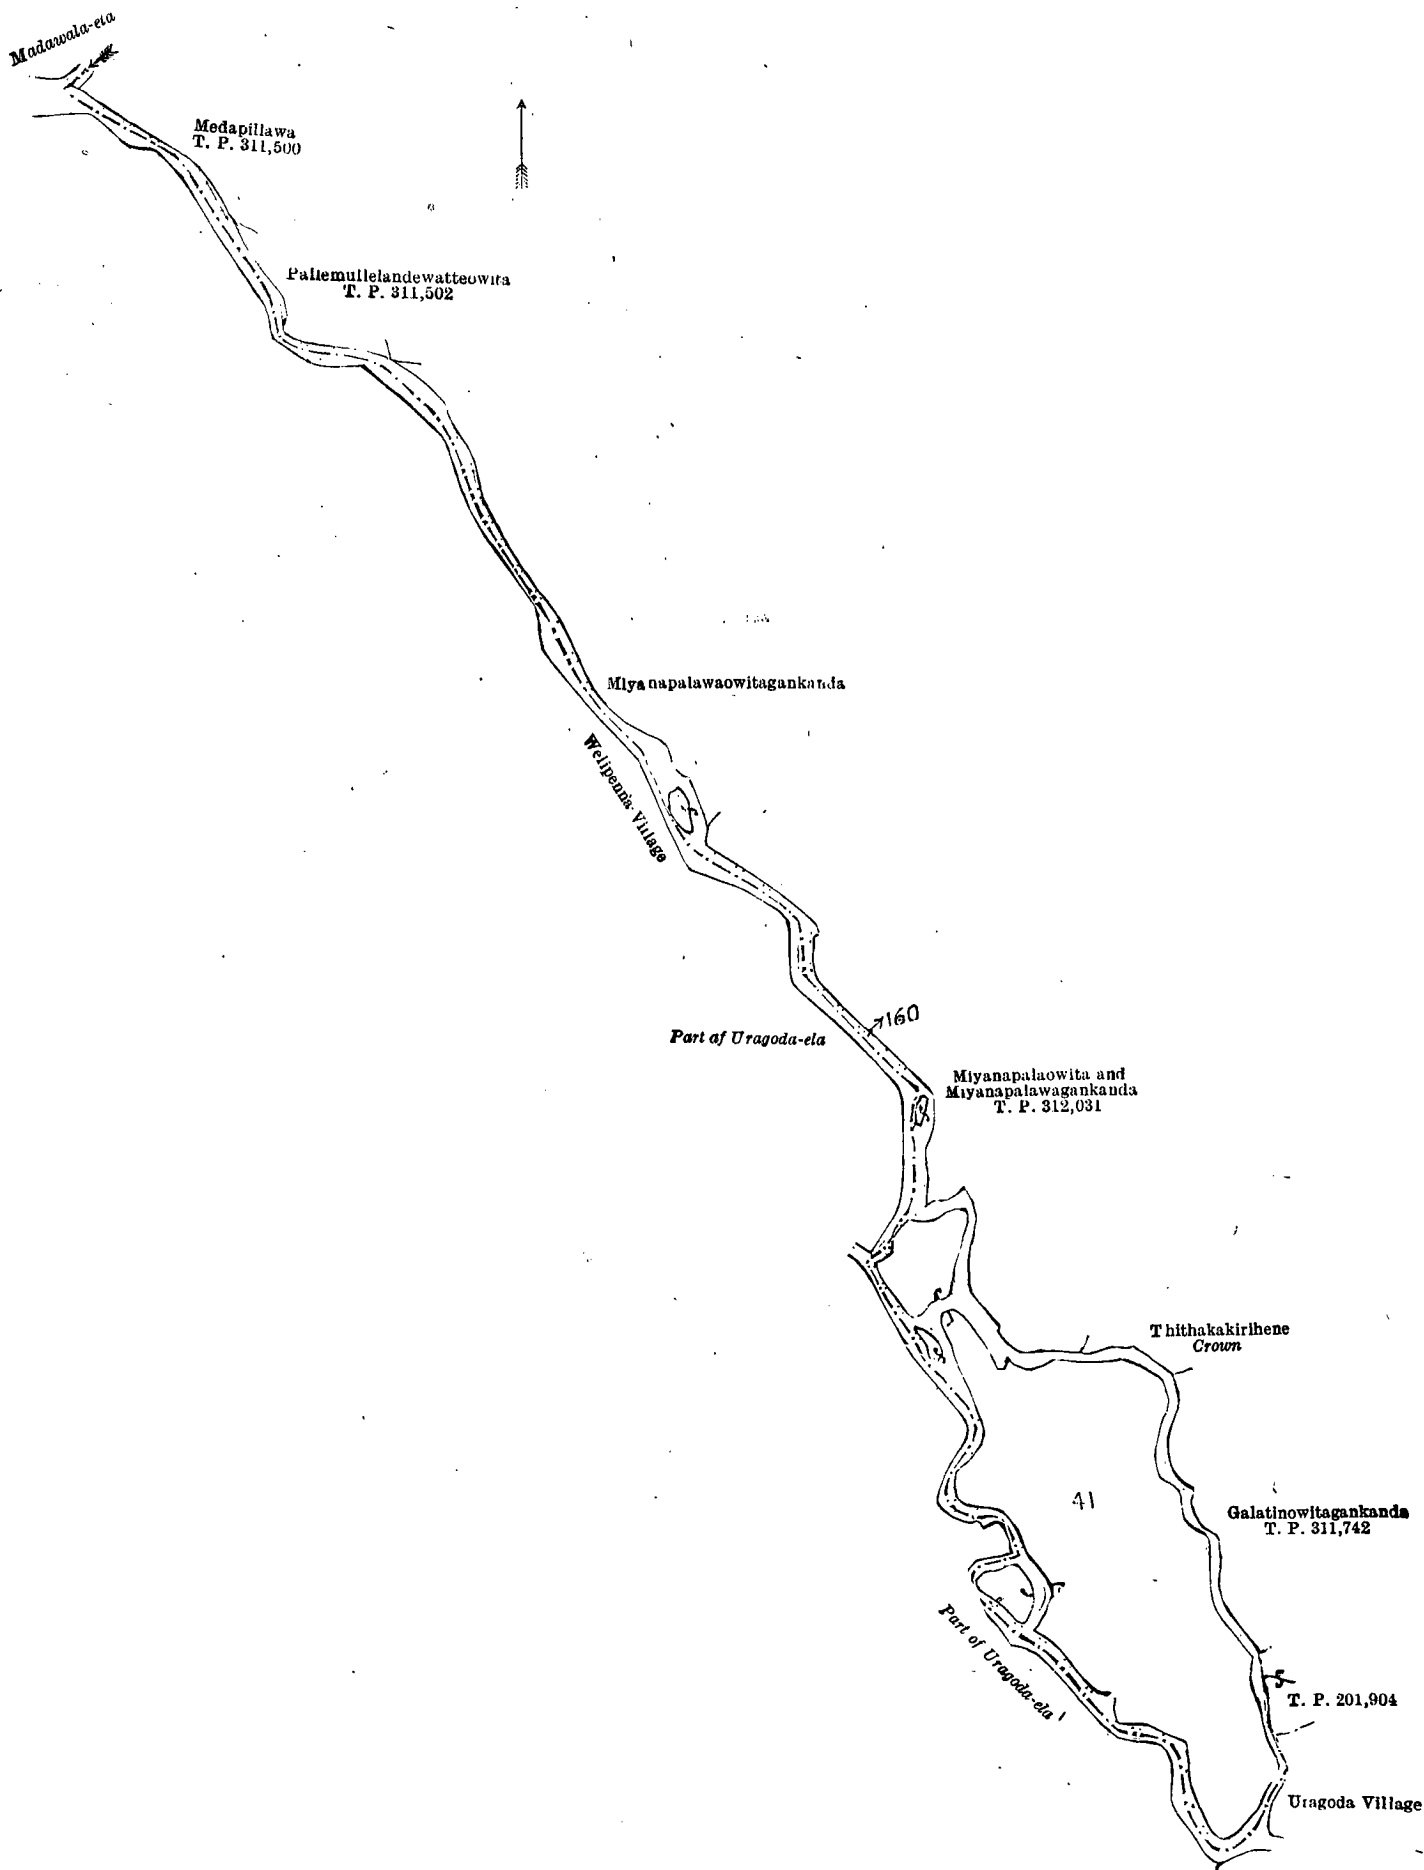 Madawala-ela
Medapillawa
T. P. 311,500
Pallemullelandewatteowita
T. P. 311,502
Miyanapalawaowitagankanda
Welipenna Village
160
Part af Uragoda-ela
Miyanapalaowita and
Miyanapalawagankanda
T. P. 312,031
Thithakakirihene
Crown
41
Galatinowitagankanda
T. P. 311,742
Part of Uragoda-ela
T. P. 201,904
Uragoda Village